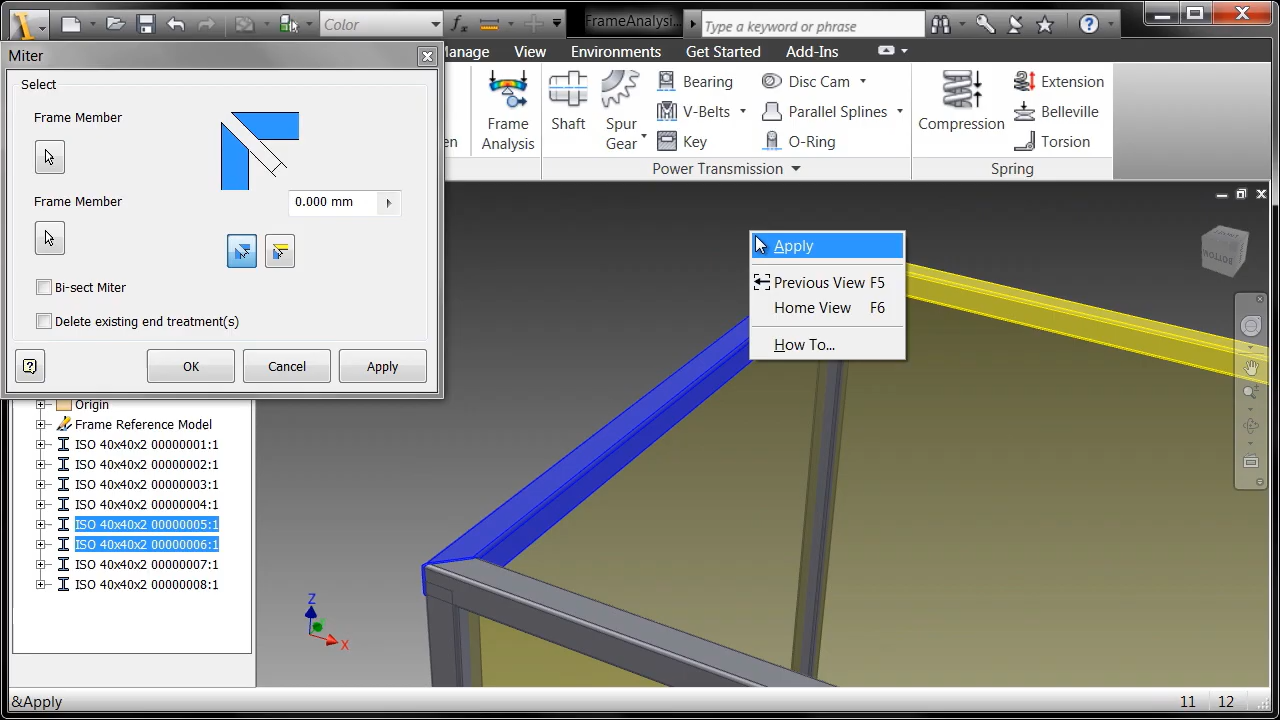 Color
FrameAnalysi...
Type a keyword or phrase
Miter
Manage
View
Environments
Get Started
Add-Ins
Select
Frame Member
0.000 mm
Frame Member
Bi-sect Miter
Delete existing end treatment(s)
OK
Cancel
Apply
Frame
Analysis
Shaft
Spur
Gear
Bearing
V-Belts
Key
Disc Cam
Parallel Splines
O-Ring
Power Transmission
Compression
Extension
Belleville
Torsion
Spring
Apply
Previous View F5
Home View F6
How To...
BOTTOM
Origin
Frame Reference Model
ISO 40x40x2 00000001:1
ISO 40x40x2 00000002:1
ISO 40x40x2 00000003:1
ISO 40x40x2 00000004:1
ISO 40x40x2 00000005:1
ISO 40x40x2 00000006:1
ISO 40x40x2 00000007:1
ISO 40x40x2 00000008:1
Z
X
&Apply
11 12